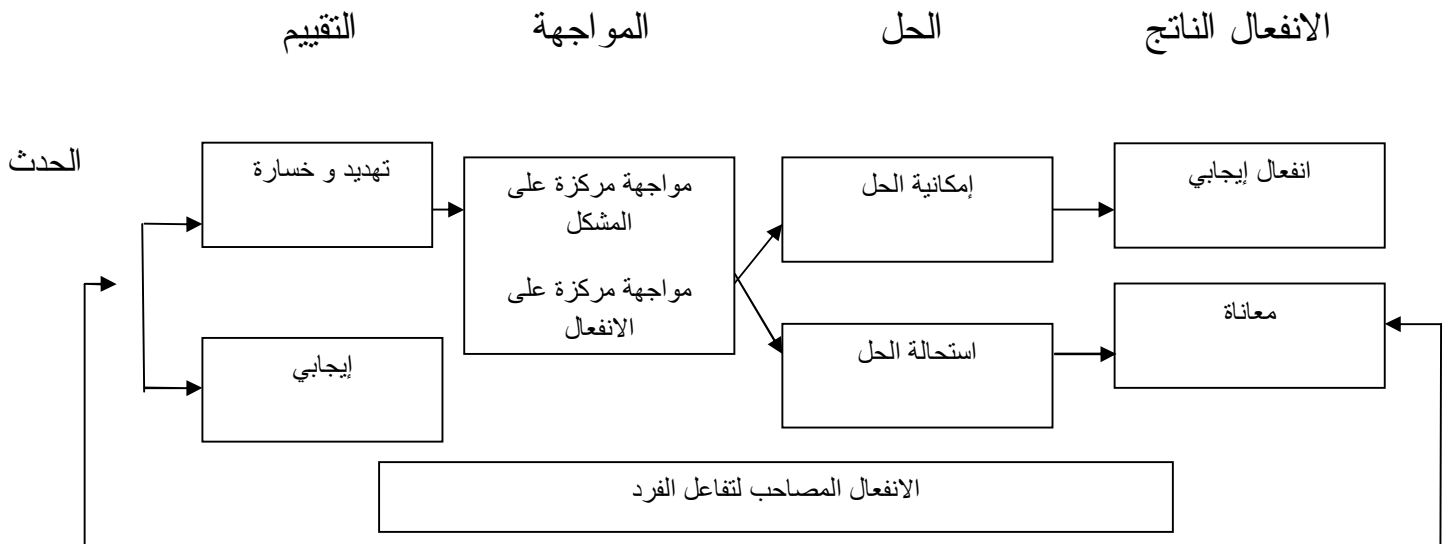 التقييم
المواجهة
الحل
الانفعال الناتج
الحدث
تهديد و خسارة
مواجهة مركزة على
المشكل
مواجهة مركزة على
الانفعال
إمكانية الحل
انفعال إيجابي
إيجابي
استحالة الحل
معاناة
الانفعال المصاحب لتفاعل الفرد